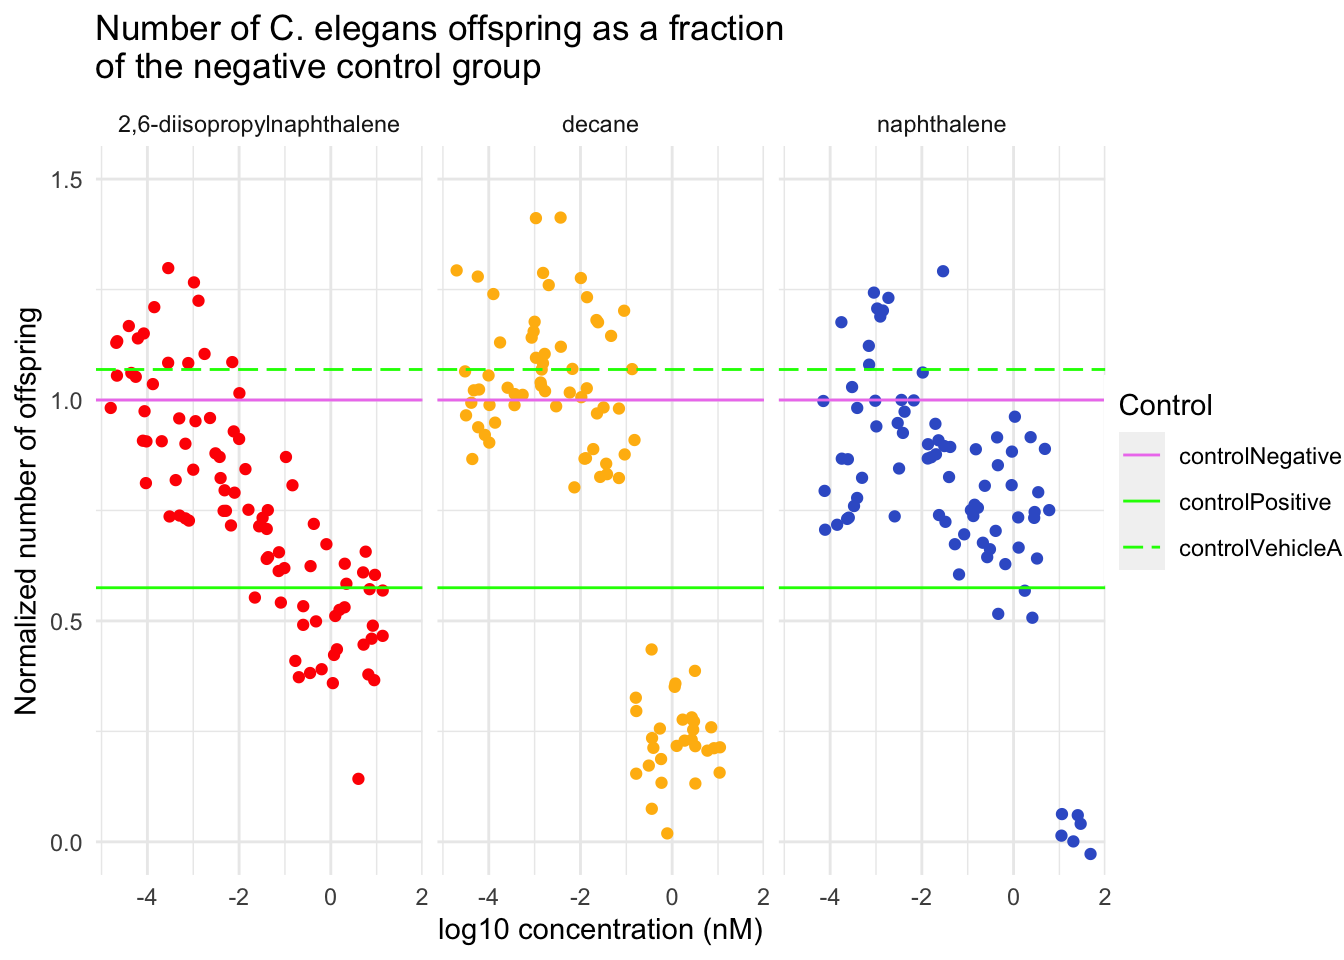 Number of C. elegans offspring as a fraction
of the negative control group
2,6-diisopropylnaphthalene
decane
naphthalene
Normalized number of offspring
1.5
1.0
0.5
0.0
-4 -2 0 2
-4 -2 0 2
-4 -2 0 2
log10 concentration (nM)
Control
controlNegative
controlPositive
controlVehicleA